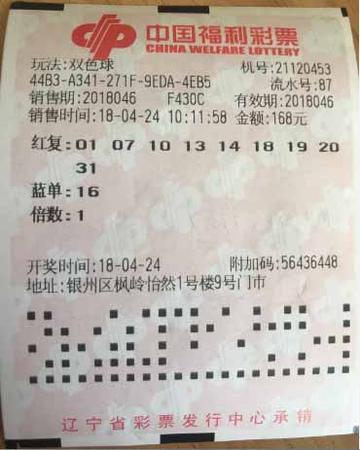 中国福利彩票
CHINA WELFARE LOTTERY
玩法:双色球 机号:21120453
44B3-A341-271F-9EDA-4EB5 流水号:87
销售期:2018046 F430C 有效期:2018046
销售时间:18-04-24 10:11:58 金额:168元
红复:01 07 10 13 14 18 19 20
31
蓝单:16
倍数:1
开奖时间:18-04-24 附加码:56436448
地址:银州区枫岭怡然1号楼9号门市
辽宁省彩票发行中心承销